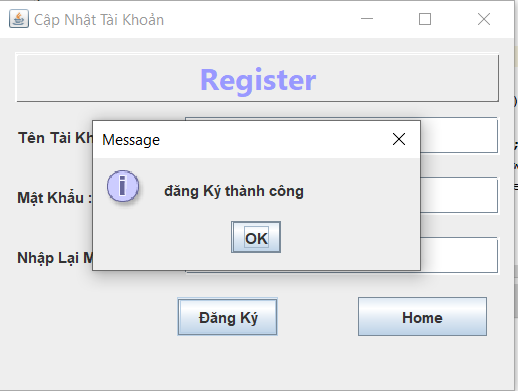 Cập Nhật Tài Khoản
Register
Tên Tài
Message
đăng Ký thành công
OK
Mật Khẩu :
Nhập Lại
Đăng Ký
Home